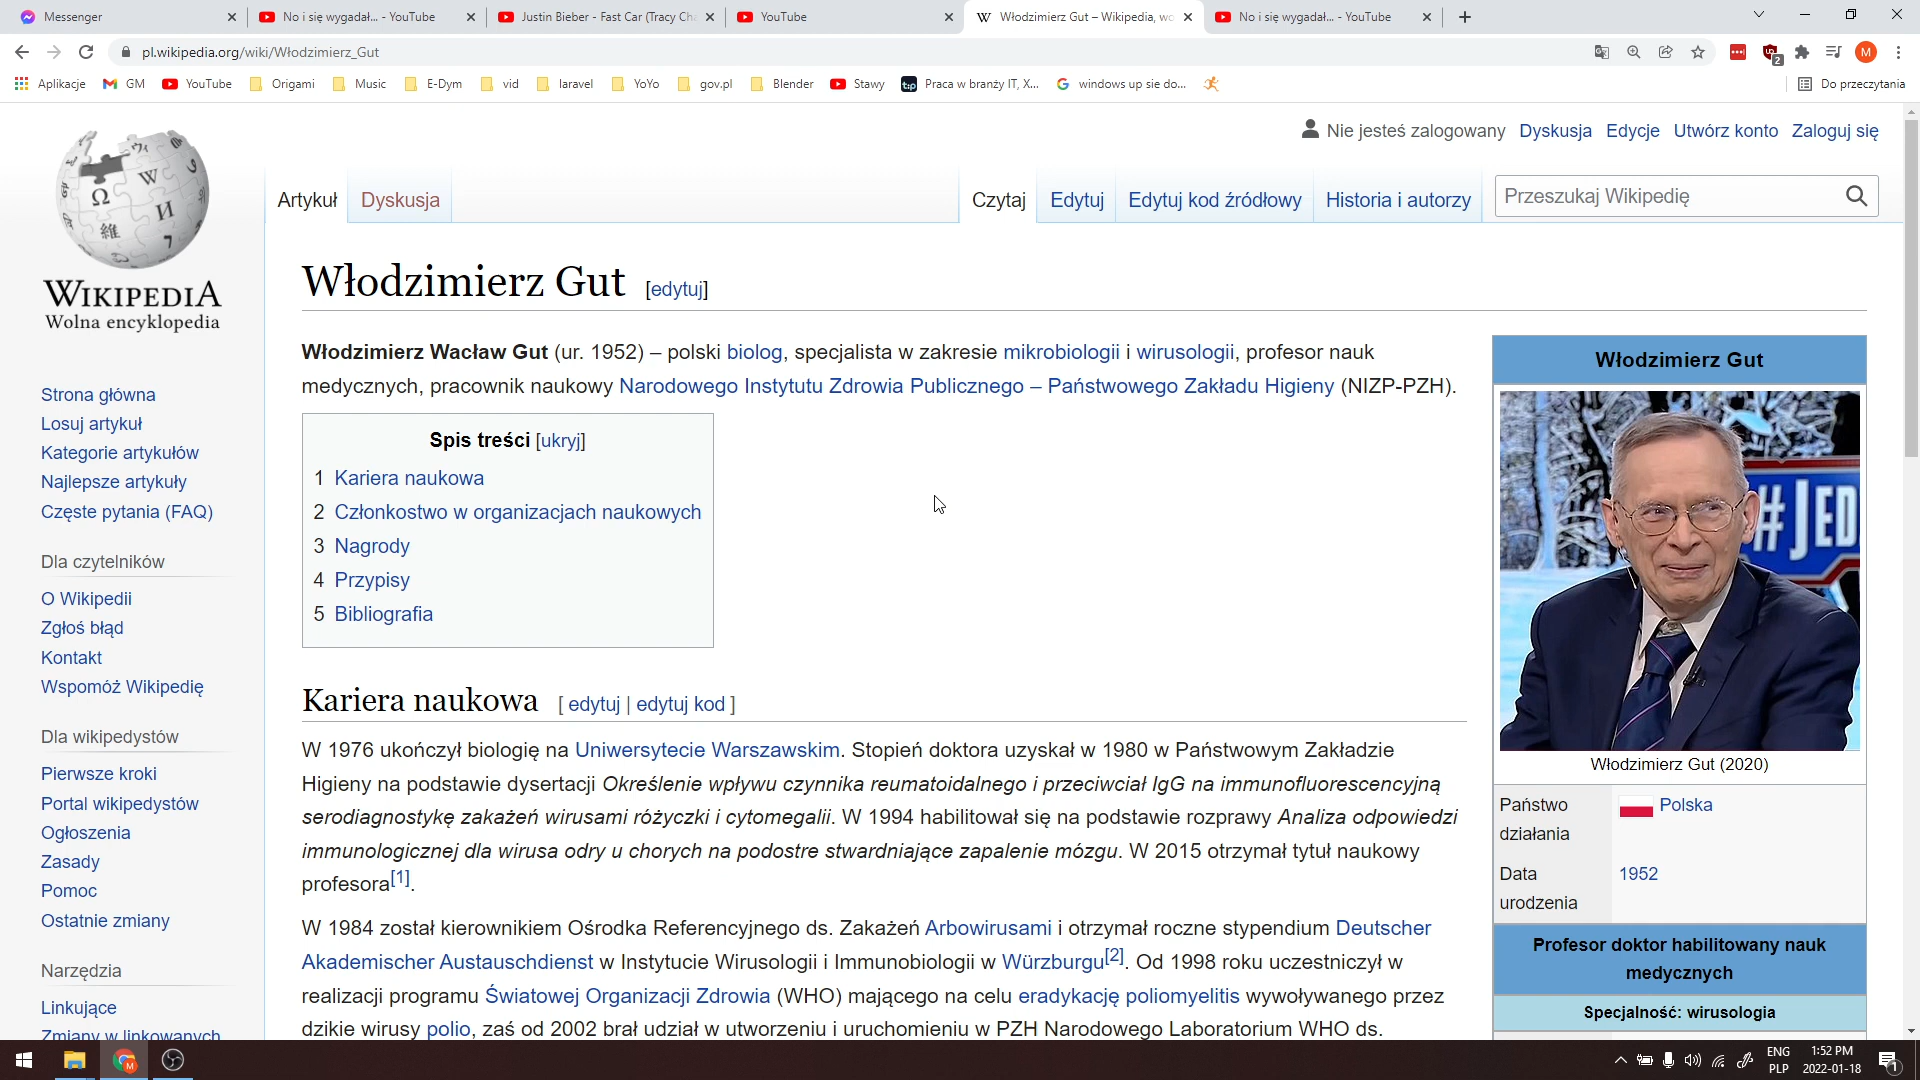 Messenger
No i się wygadał... - YouTube
Justin Bieber - Fast Car (Tracy Ch
YouTube
Włodzimierz Gut – Wikipedia, wo
No i się wygadał... - YouTube
pl.wikipedia.org/wiki/Włodzimierz_Gut
2
M
Aplikacje
GM
YouTube
Origami
Music
E-Dym
vid
laravel
YoYo
gov.pl
Blender
Stawy
Praca w branży IT, X...
windows up sie do...
Do przeczytania
Nie jesteś zalogowany Dyskusja Edycje Utwórz konto Zaloguj się
Artykuł Dyskusja Czytaj Edytuj Edytuj kod źródłowy Historia i autorzy Przeszukaj Wikipedię
WIKIPEDIA
Wolna encyklopedia
Strona główna
Losuj artykuł
Kategorie artykułów
Najlepsze artykuły
Częste pytania (FAQ)
Dla czytelników
O Wikipedii
Zgłoś błąd
Kontakt
Wspomóż Wikipedię
Dla wikipedystów
Pierwsze kroki
Portal wikipedystów
Ogłoszenia
Zasady
Pomoc
Ostatnie zmiany
Narzędzia
Linkujące
Zmiany w linkowanych
Włodzimierz Gut [edytuj]
Włodzimierz Wacław Gut (ur. 1952) – polski biolog, specjalista w zakresie mikrobiologii i wirusologii, profesor nauk
medycznych, pracownik naukowy Narodowego Instytutu Zdrowia Publicznego – Państwowego Zakładu Higieny (NIZP-PZH).
Spis treści [ukryj]
1 Kariera naukowa
2 Członkostwo w organizacjach naukowych
3 Nagrody
4 Przypisy
5 Bibliografia
Kariera naukowa [ edytuj | edytuj kod ]
W 1976 ukończył biologię na Uniwersytecie Warszawskim. Stopień doktora uzyskał w 1980 w Państwowym Zakładzie
Higieny na podstawie dysertacji Określenie wpływu czynnika reumatoidalnego i przeciwciał IgG na immunofluorescencyjną
serodiagnostykę zakażeń wirusami różyczki i cytomegalii. W 1994 habilitował się na podstawie rozprawy Analiza odpowiedzi
immunologicznej dla wirusa odry u chorych na podostre stwardniające zapalenie mózgu. W 2015 otrzymał tytuł naukowy
profesora[1].
W 1984 został kierownikiem Ośrodka Referencyjnego ds. Zakażeń Arbowirusami i otrzymał roczne stypendium Deutscher
Akademischer Austauschdienst w Instytucie Wirusologii i Immunobiologii w Würzburgu[2]. Od 1998 roku uczestniczył w
realizacji programu Światowej Organizacji Zdrowia (WHO) mającego na celu eradykację poliomyelitis wywoływanego przez
dzikie wirusy polio, zaś od 2002 brał udział w utworzeniu i uruchomieniu w PZH Narodowego Laboratorium WHO ds.
Włodzimierz Gut
#JED
Włodzimierz Gut (2020)
Państwo działania Polska
Data urodzenia 1952
Profesor doktor habilitowany nauk
medycznych
Specjalność: wirusologia
ENG
PLP
1:52 PM
2022-01-18
1